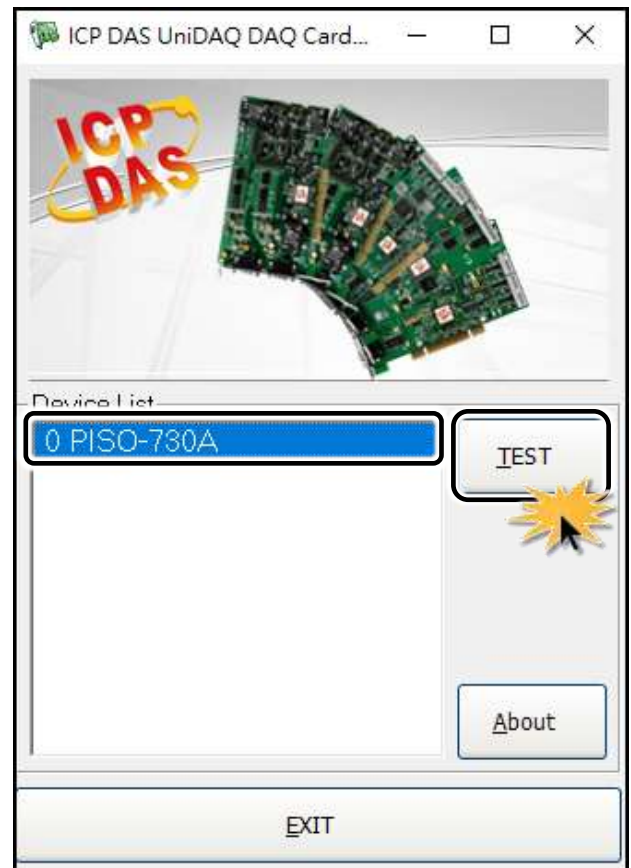 ICP DAS UniDAQ DAQ Card...
ICP
DAS
Device List
0 PISO-730A
TEST
About
EXIT